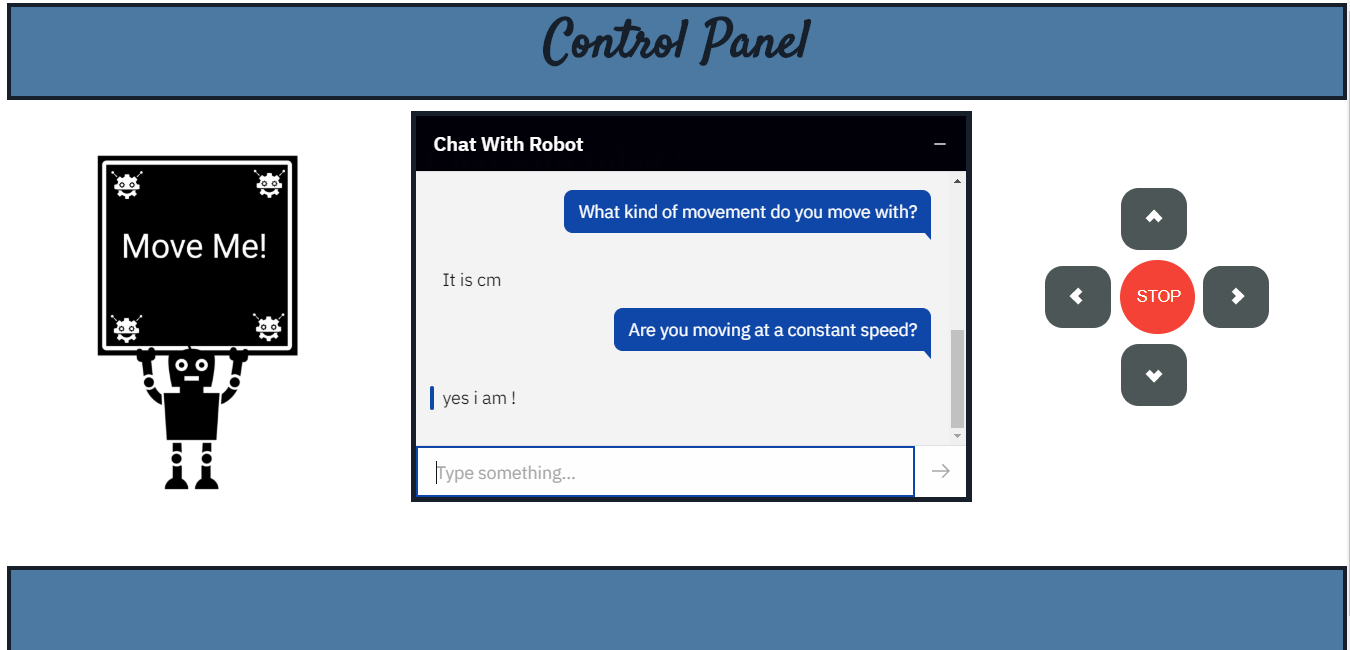 Control Panel
Move Me!
Chat With Robot
What kind of movement do you move with?
It is cm
Are you moving at a constant speed?
yes i am !
Type something...
STOP